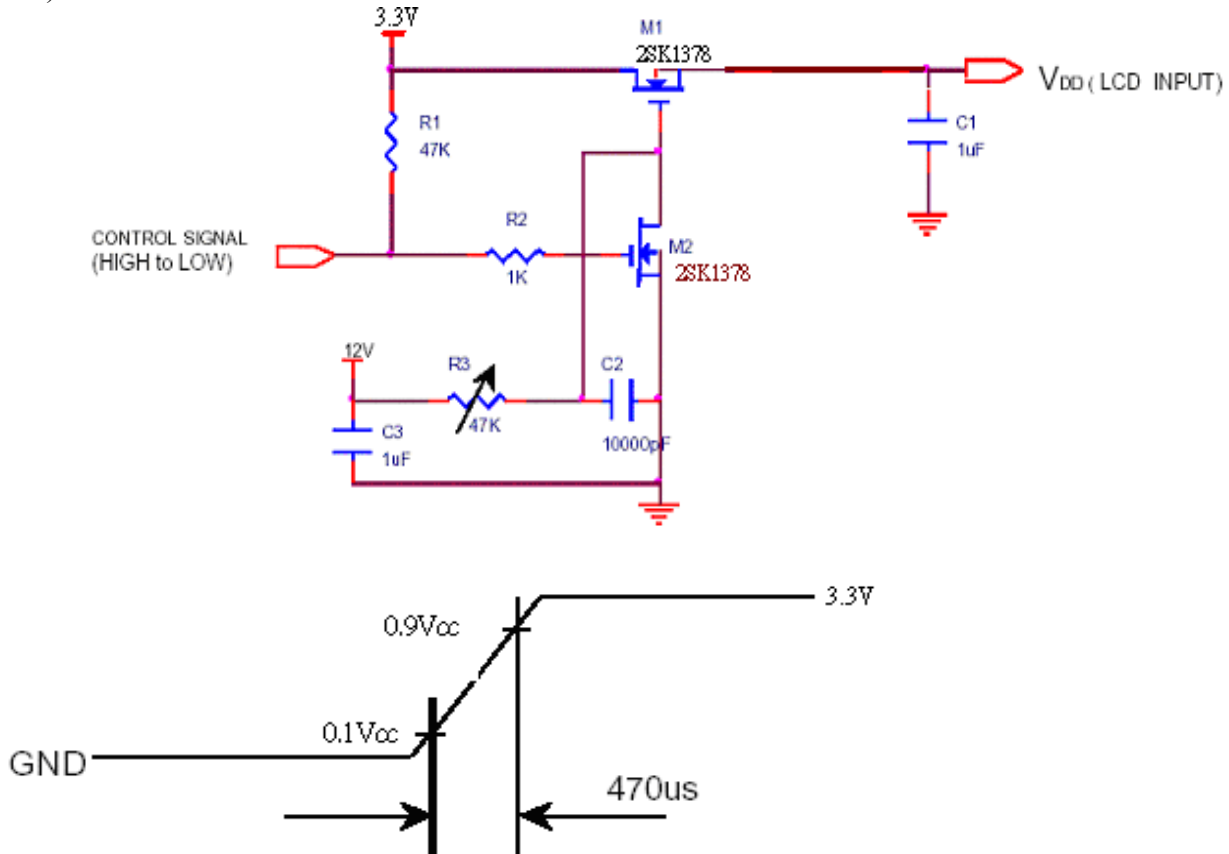 )
3.3V
M1
2SK1378
VDD ( LCD INPUT)
R1
47K
C1
1uF
R2
1K
CONTROL SIGNAL
(HIGH to LOW)
M2
2SK1378
12V
R3
47K
C2
10000pF
C3
1uF
3.3V
0.9Vcc
0.1Vcc
GND
470us